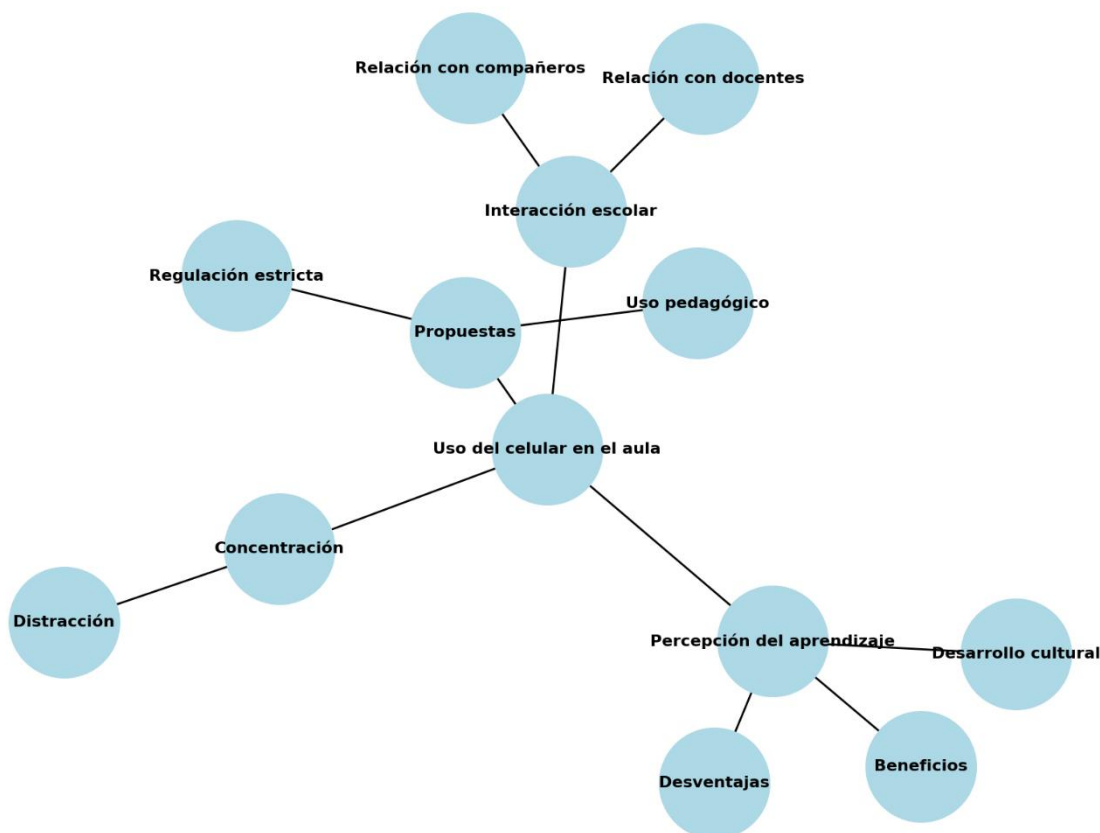 Relación con compañeros
Relación con docentes
Interacción escolar
Regulación estricta
Uso pedagógico
Propuestas
Uso del celular en el aula
Concentración
Distracción
Percepción del aprendizaje
Desarrollo cultural
Beneficios
Desventajas